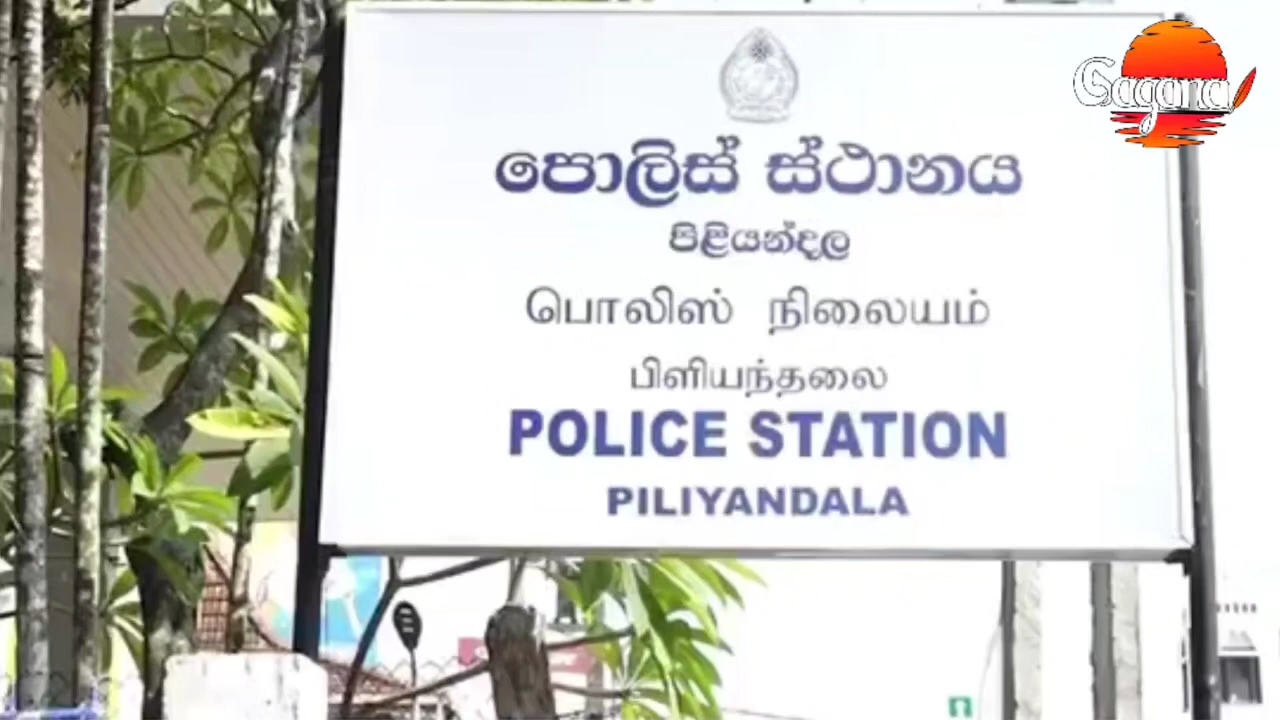 Gagana
පොලිස් ස්ථානය
පිළියන්දල
பொலிஸ் நிலையம்
பிளியந்தலை
POLICE STATION
PILIYANDALA